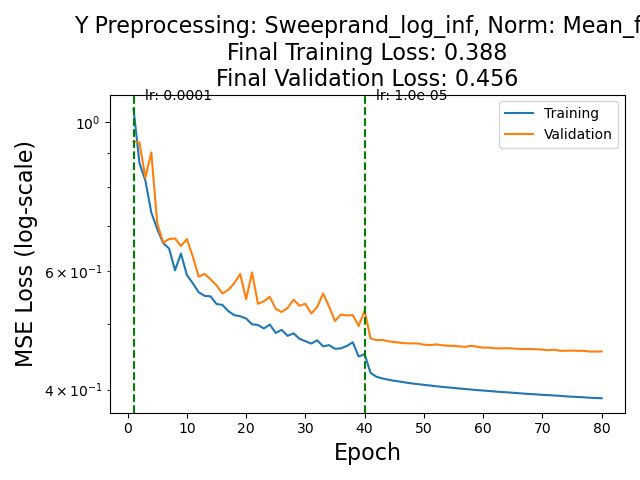 Y Preprocessing: Sweeprand_log_inf, Norm: Mean_f
Final Training Loss: 0.388
Final Validation Loss: 0.456
lr: 0.0001
lr: 1.0e-05
Training
Validation
10⁰
6 × 10⁻¹
4 × 10⁻¹
MSE Loss (log-scale)
0 10 20 30 40 50 60 70 80
Epoch